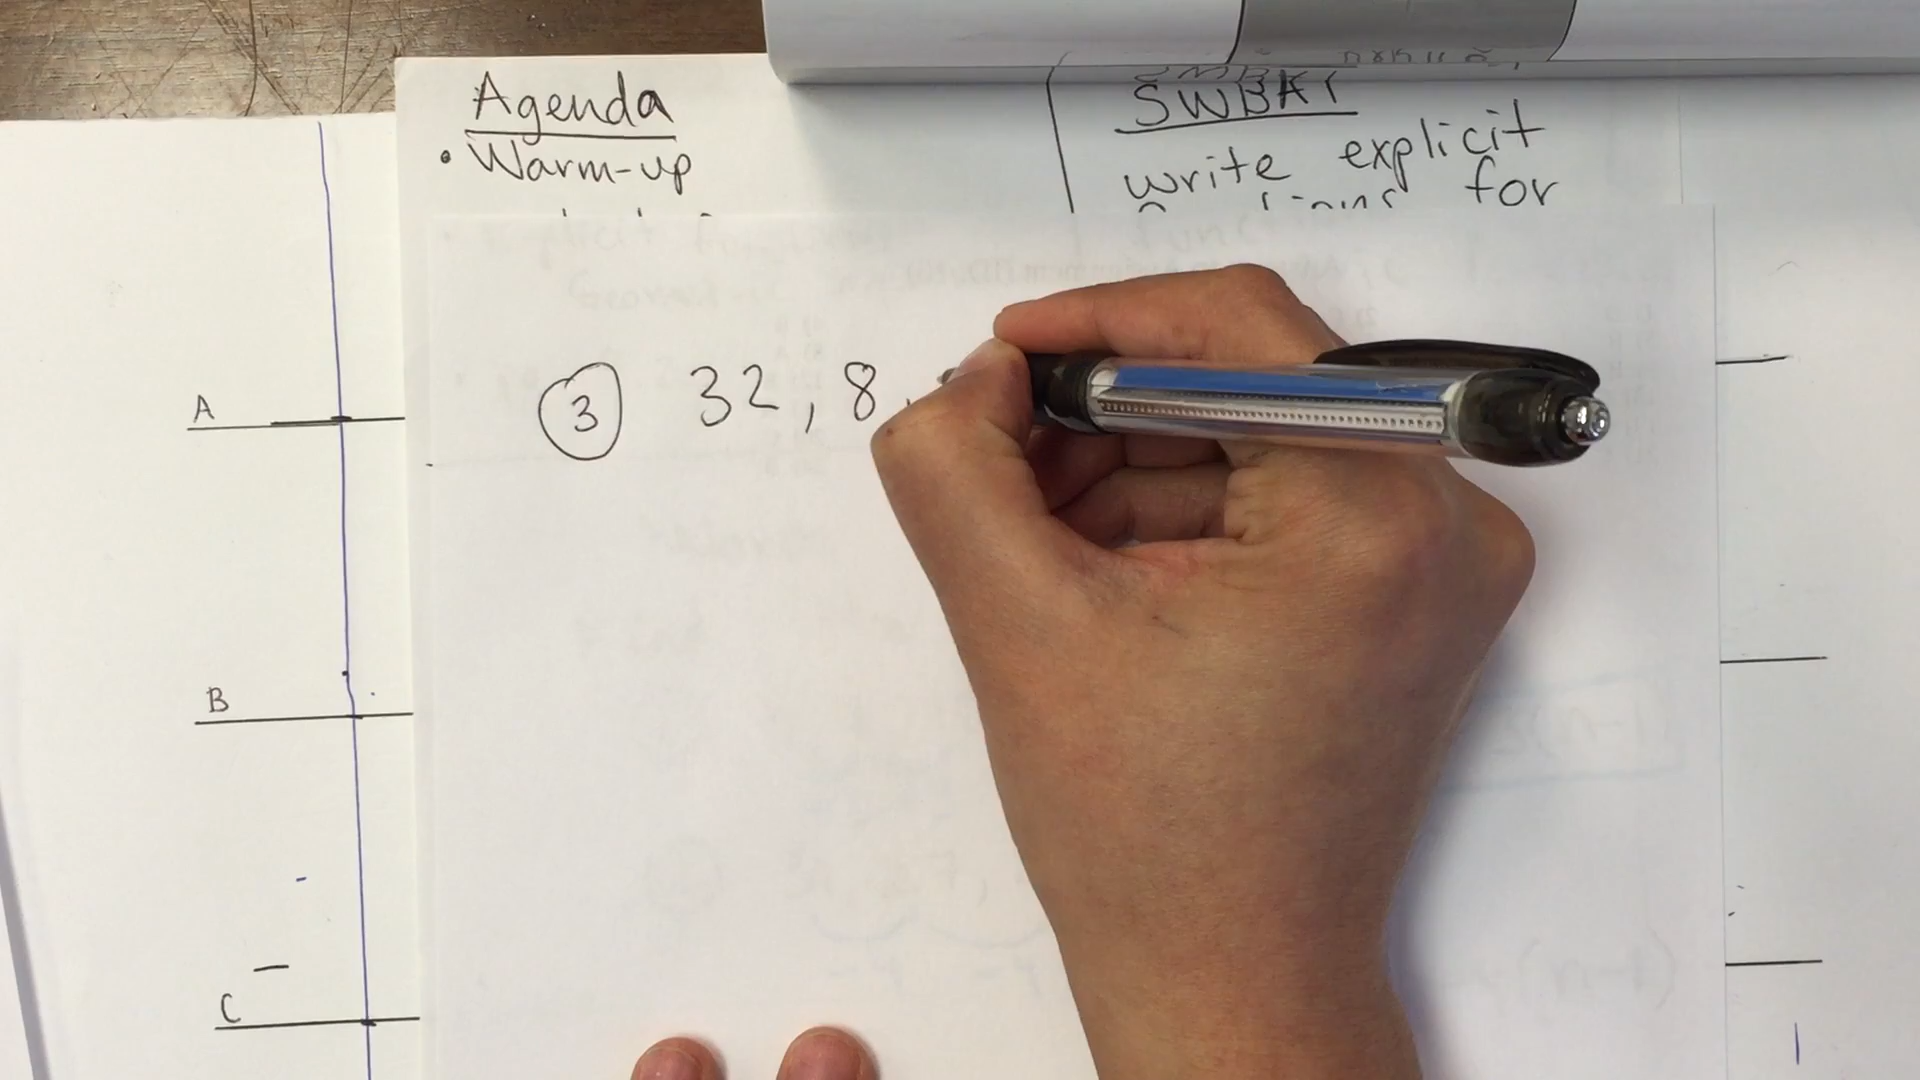 Agenda
• Warm-up
SWBAT
write explicit
for
③ 32, 8,
A
B
C